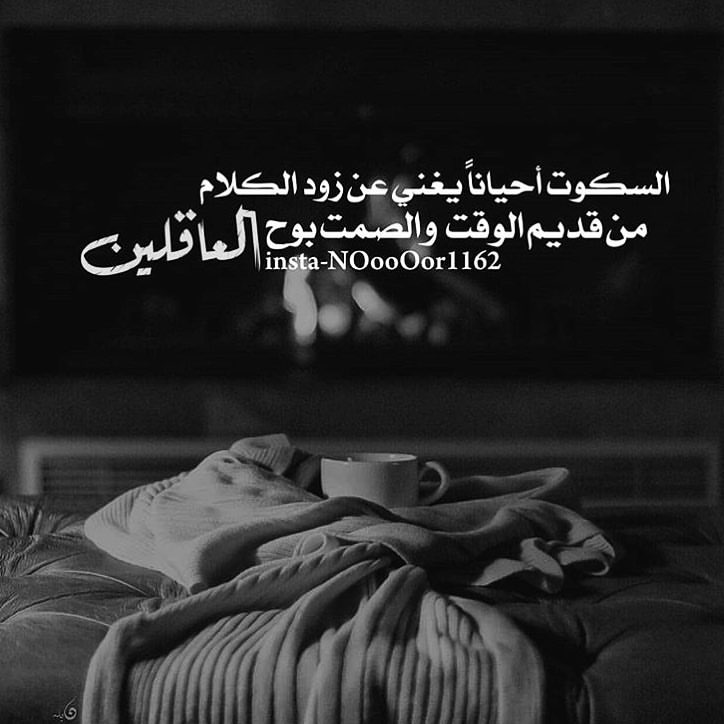 السكوت أحياناً يغني عن زود الكلام
من قديم الوقت والصمت بوح العاقلين
insta-NOooOor1162